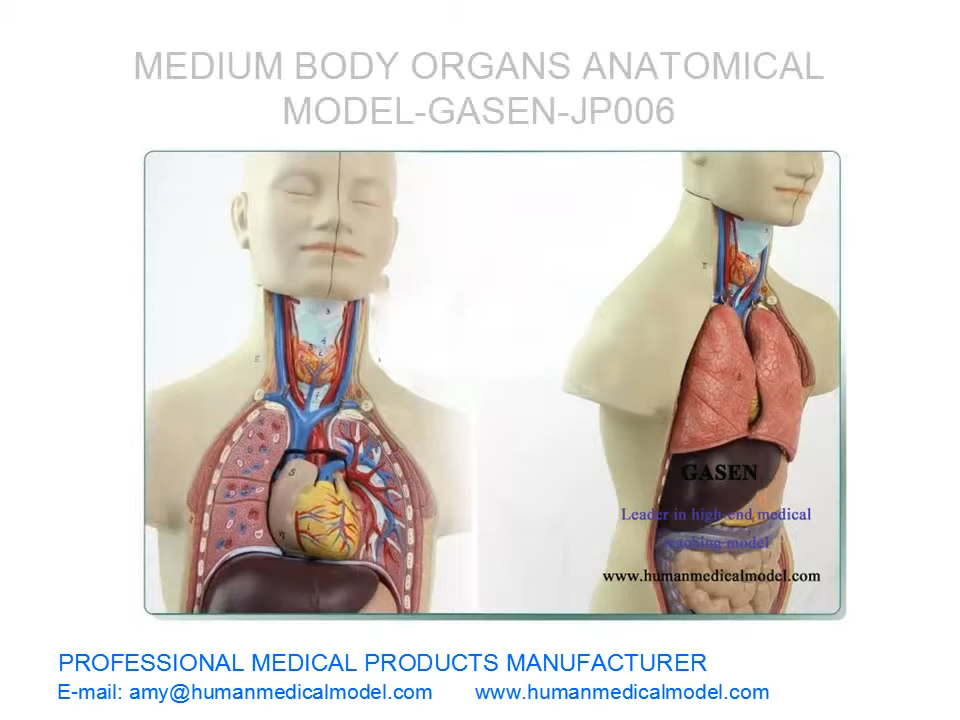 MEDIUM BODY ORGANS ANATOMICAL
MODEL-GASEN-JP006
GASEN
Leader in high-end medical
teaching model
www.humanmedicalmodel.com
PROFESSIONAL MEDICAL PRODUCTS MANUFACTURER
E-mail: amy@humanmedicalmodel.com www.humanmedicalmodel.com